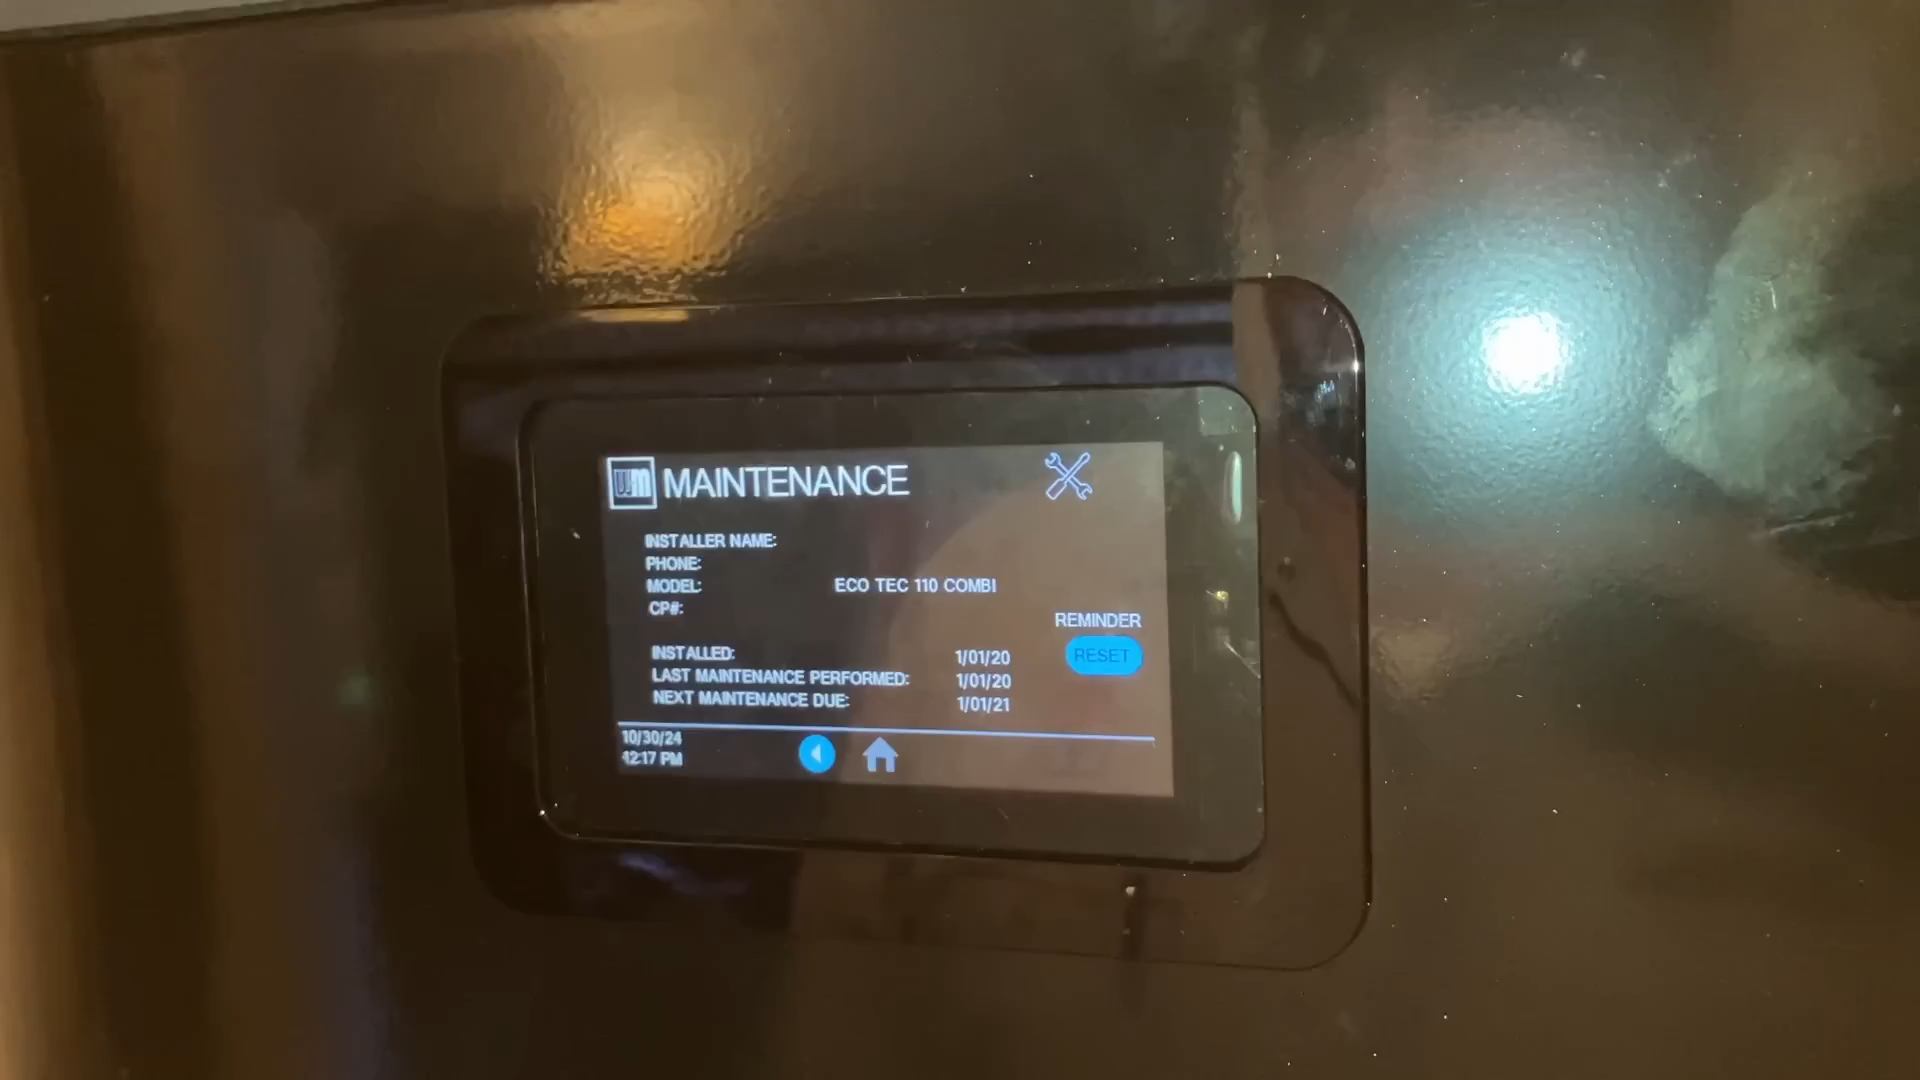 WM MAINTENANCE
INSTALLER NAME:
PHONE:
MODEL: ECO TEC 110 COMBI
CP#:
REMINDER
RESET
INSTALLED: 1/01/20
LAST MAINTENANCE PERFORMED: 1/01/20
NEXT MAINTENANCE DUE: 1/01/21
10/30/24
12:17 PM